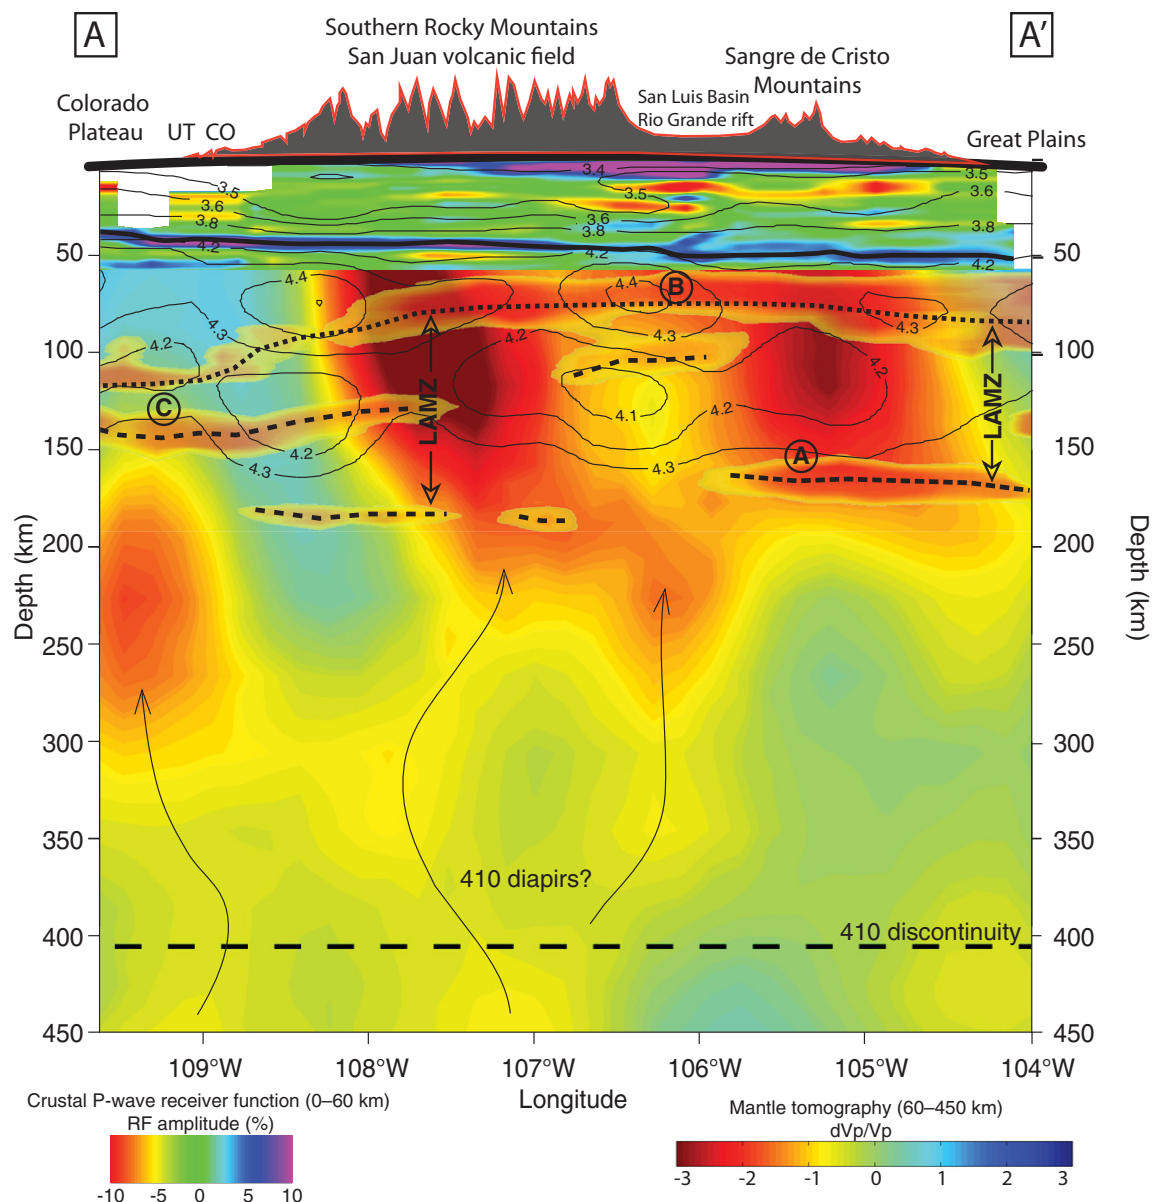 A
A'
Southern Rocky Mountains
San Juan volcanic field
Sangre de Cristo
Mountains
San Luis Basin
Rio Grande rift
Colorado
Plateau
UT CO
Great Plains
3.4
3.5
3.5
3.5
3.6
3.6
3.6
3.8
3.8
3.8
4.2
4.2
4.2
50
50
4.4
4.4
B
4.3
4.3
4.3
4.2
4.2
100
100
4.2
LAMZ
LAMZ
C
4.1
4.2
150
150
4.2
4.3
4.3
A
200
200
Depth (km)
Depth (km)
250
250
300
300
350
350
410 diapirs?
400
400
410 discontinuity
450
450
109°W
108°W
107°W
106°W
105°W
104°W
Longitude
Crustal P-wave receiver function (0–60 km)
RF amplitude (%)
-10
-5
0
5
10
Mantle tomography (60–450 km)
dVp/Vp
-3
-2
-1
0
1
2
3